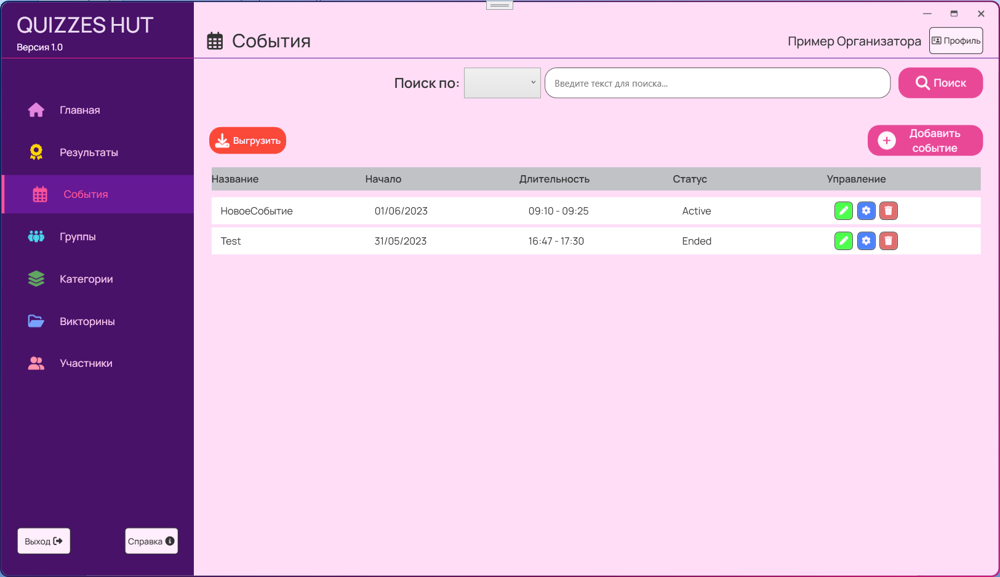 QUIZZES HUT
Версия 1.0
События
Пример Организатора
Профиль
Поиск по:
Введите текст для поиска...
Поиск
Главная
Результаты
События
Группы
Категории
Викторины
Участники
Выход
Справка
Выгрузить
Добавить
событие
Название Начало Длительность Статус Управление
НовоеСобытие 01/06/2023 09:10 - 09:25 Active
Test 31/05/2023 16:47 - 17:30 Ended